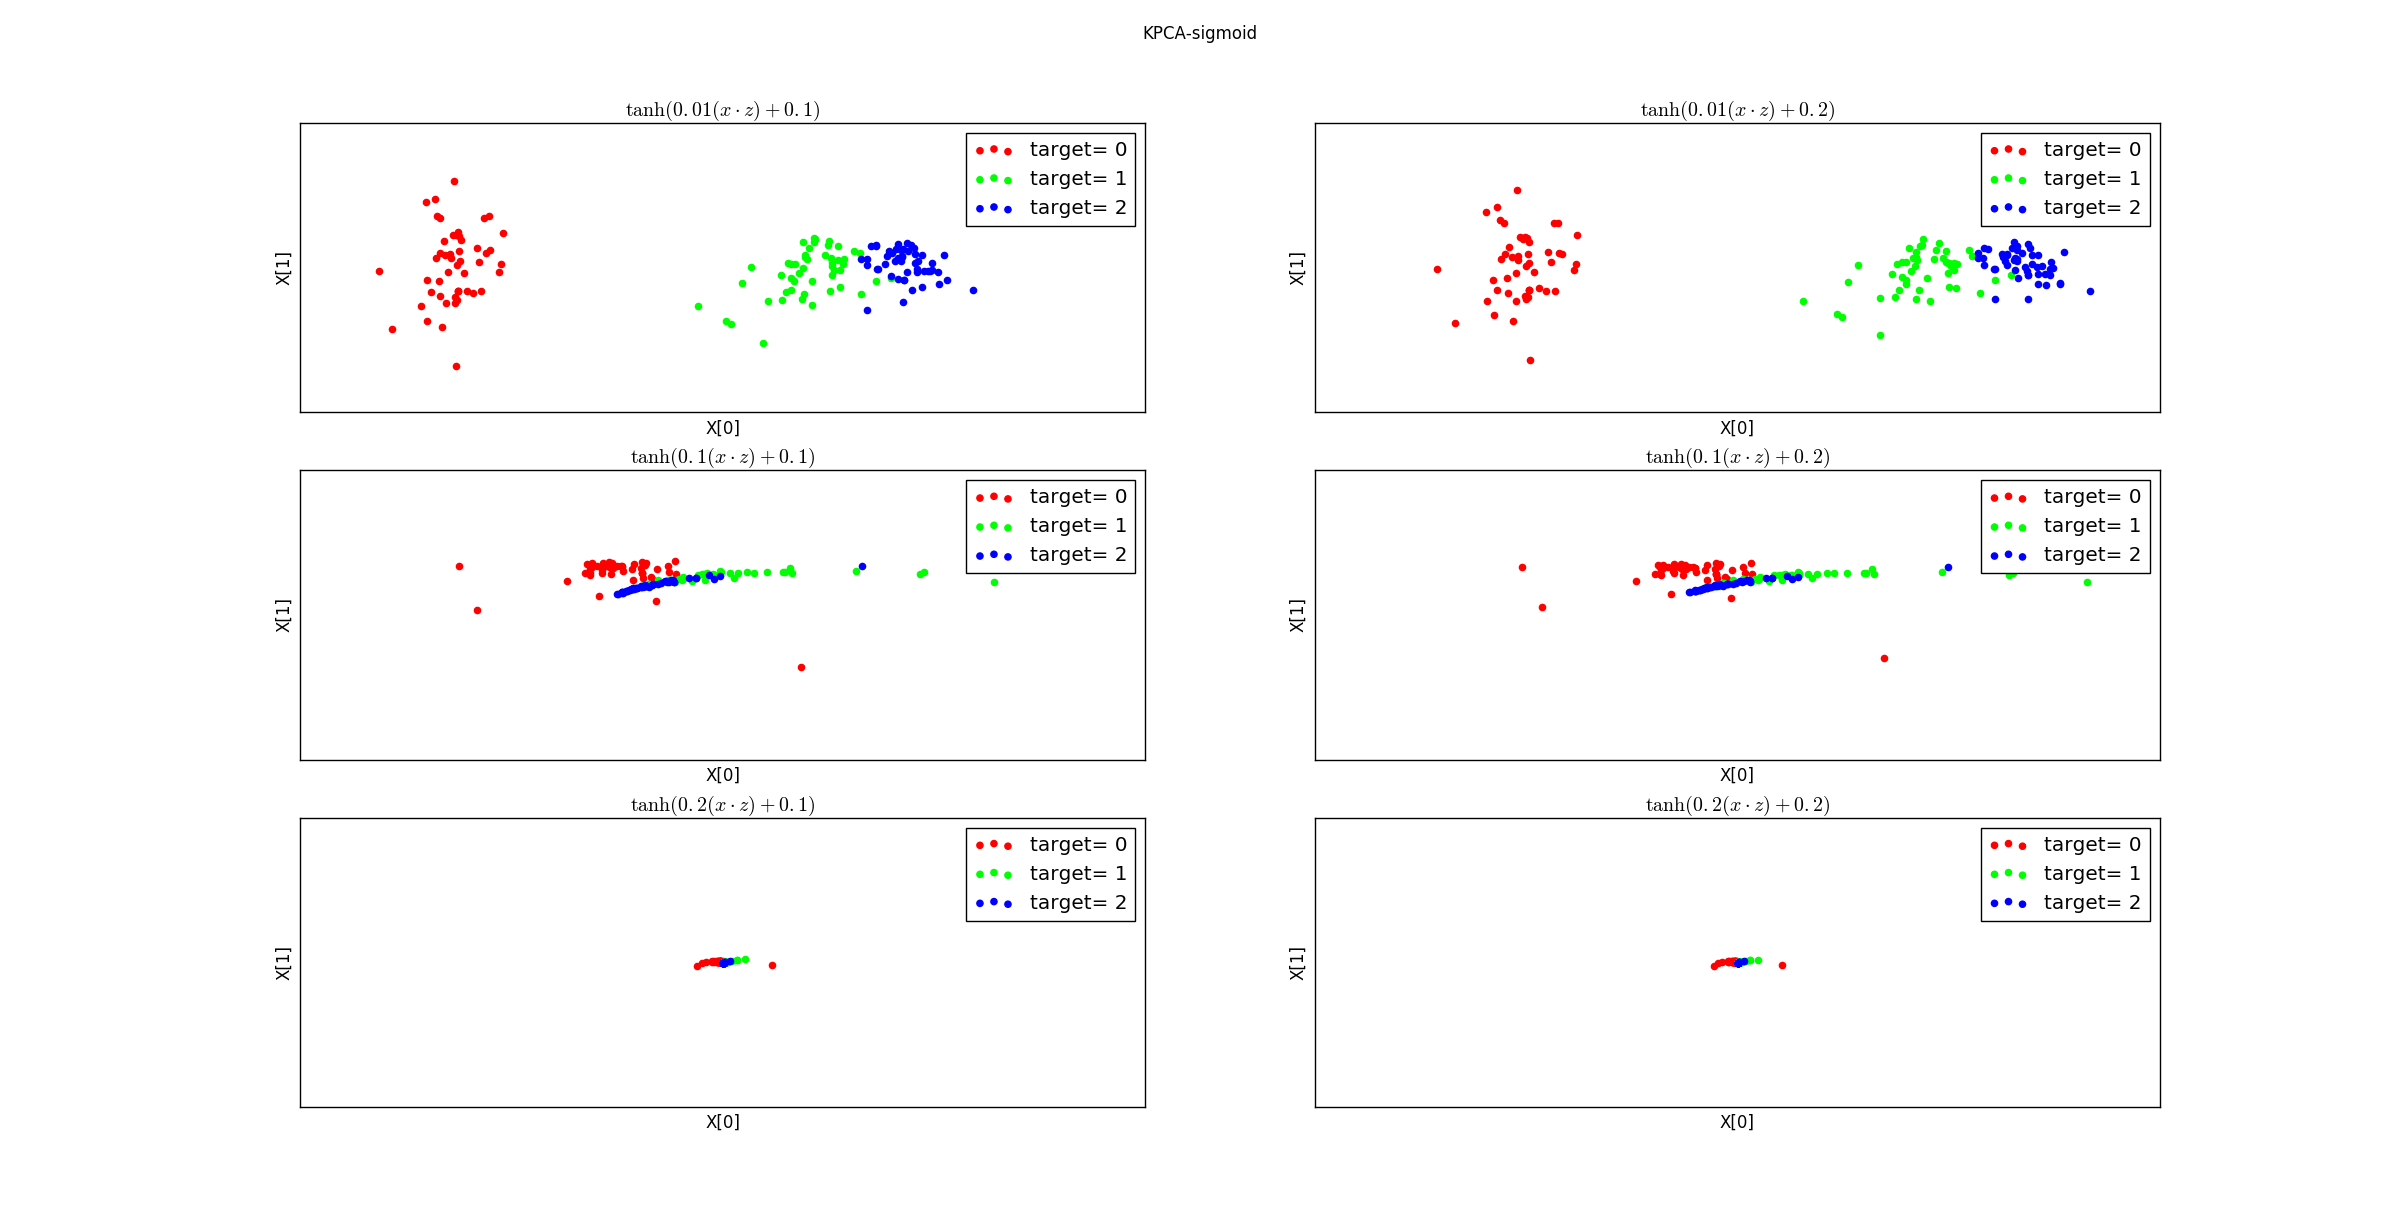 KPCA-sigmoid
tanh(0.01(x · z) + 0.1)
target= 0
target= 1
target= 2
X[1]
X[0]
tanh(0.01(x · z) + 0.2)
target= 0
target= 1
target= 2
X[1]
X[0]
tanh(0.1(x · z) + 0.1)
target= 0
target= 1
target= 2
X[1]
X[0]
tanh(0.1(x · z) + 0.2)
target= 0
target= 1
target= 2
X[1]
X[0]
tanh(0.2(x · z) + 0.1)
target= 0
target= 1
target= 2
X[1]
X[0]
tanh(0.2(x · z) + 0.2)
target= 0
target= 1
target= 2
X[1]
X[0]